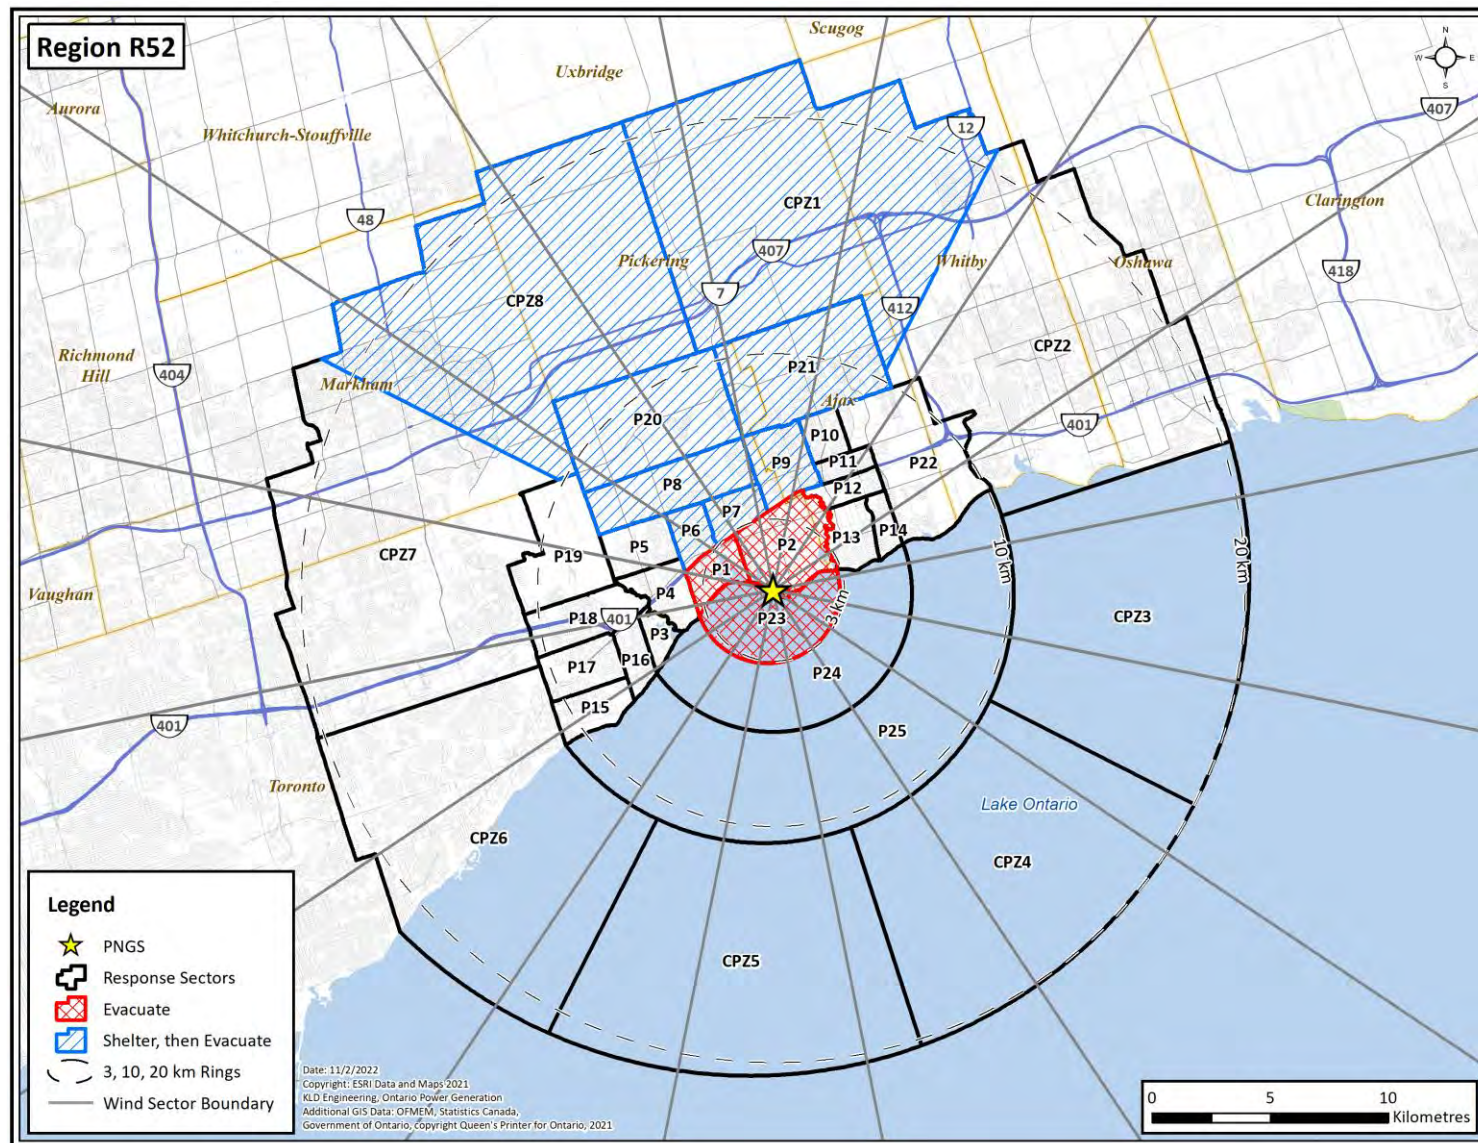 Region R52
Scugog
N
W
E
S
Uxbridge
Aurora
Whitchurch-Stouffville
12
407
48
CPZ1
Clarington
407
Pickering
Whitby
Oshawa
418
7
CPZ8
412
Richmond
Hill
404
Markham
CPZ2
P21
Ajax
P20
401
P10
P9
P11
P22
P8
P12
P7
P6
P13
P14
P5
P2
P19
CPZ7
P1
10 km
20 km
Vaughan
P4
P18
401
P23
3 km
CPZ3
P3
P16
P17
P24
P15
401
P25
Toronto
Lake Ontario
CPZ6
CPZ4
CPZ5
Legend
PNGS
Response Sectors
Evacuate
Shelter, then Evacuate
3, 10, 20 km Rings
Wind Sector Boundary
Date: 11/2/2022
Copyright: ESRI Data and Maps 2021
KLD Engineering, Ontario Power Generation
Additional GIS Data: OFMEM, Statistics Canada,
Government of Ontario, copyright Queen's Printer for Ontario, 2021
0 5 10
Kilometres